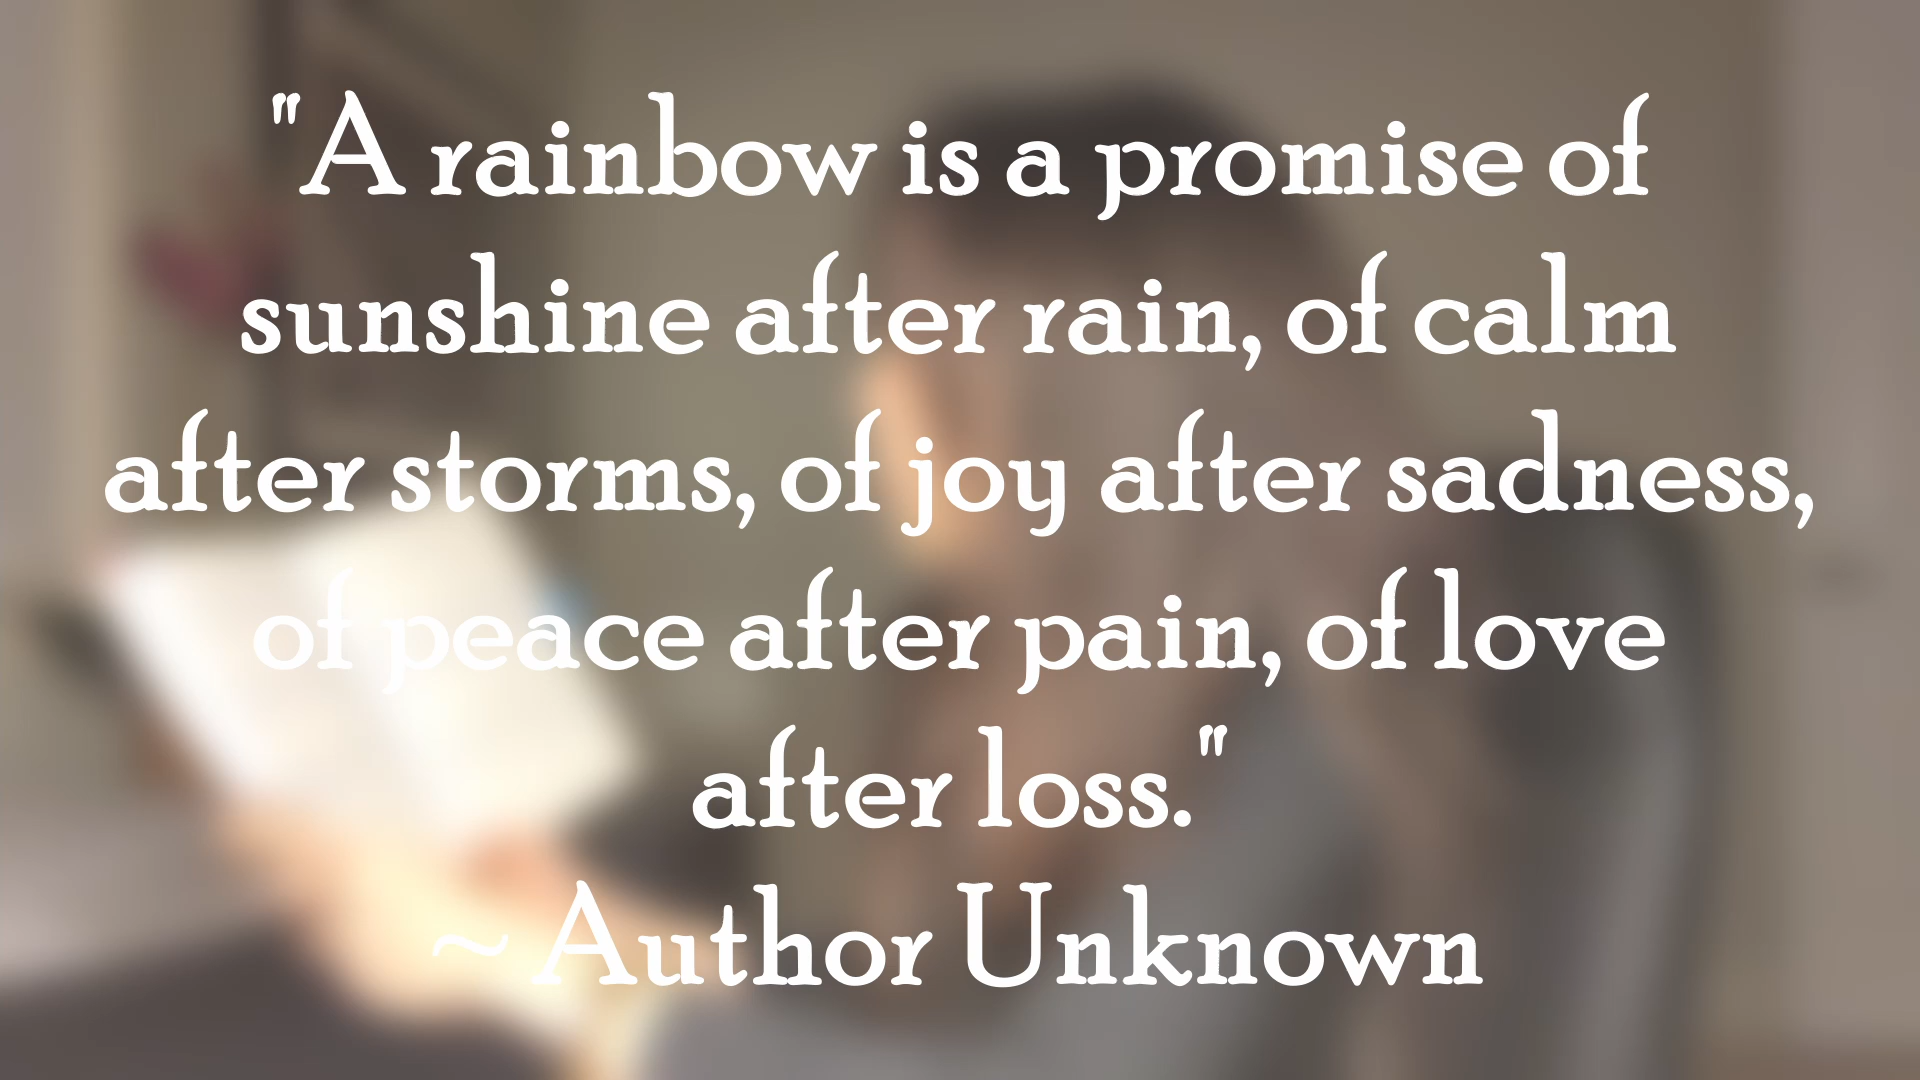 "A rainbow is a promise of
sunshine after rain, of calm
after storms, of joy after sadness,
of peace after pain, of love
after loss."
~ Author Unknown